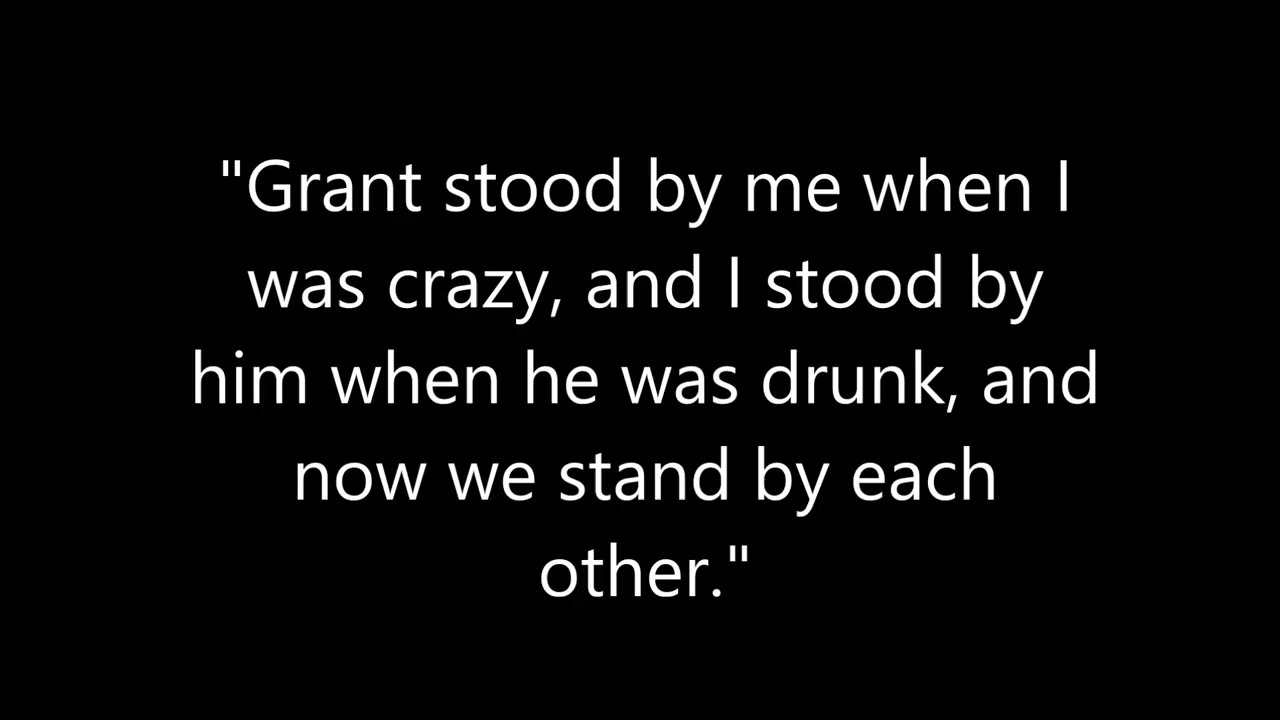 "Grant stood by me when I
was crazy, and I stood by
him when he was drunk, and
now we stand by each
other."